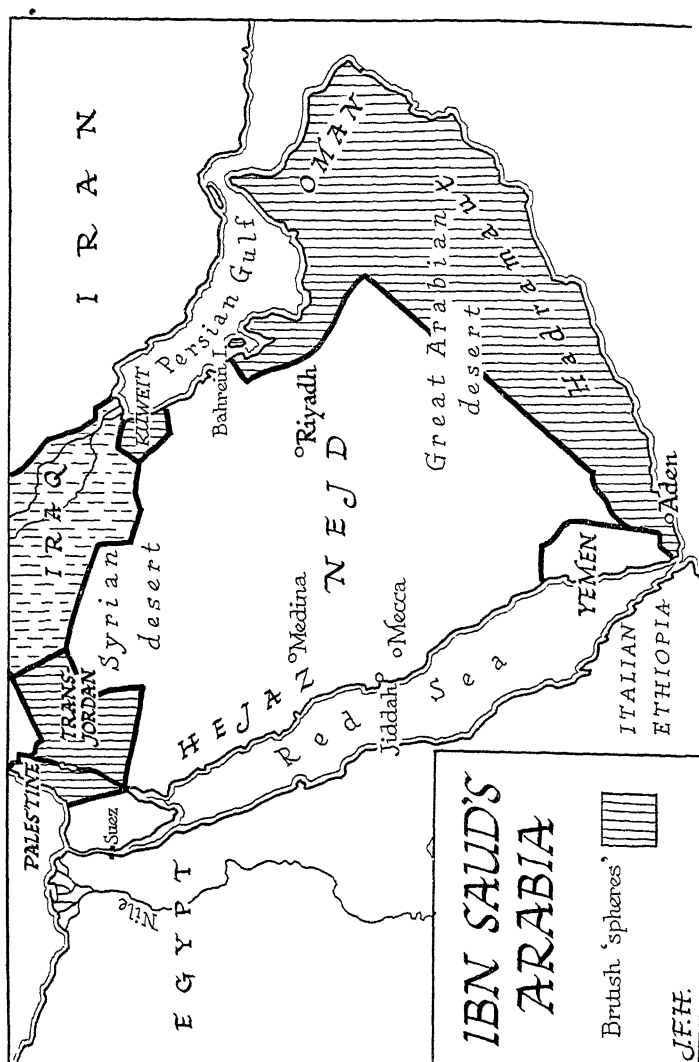 IRAN
IRAQ
KUWEIT
Persian Gulf
Bahrein I.
OMAN
Syrian
desert
TRANS-
JORDAN
PALESTINE
Suez
Nile
EGYPT
HEJAZ
Medina
NEJD
Riyadh
Jiddah
Mecca
Red Sea
Great Arabian
desert
Hadramaux
YEMEN
Aden
ITALIAN
ETHIOPIA
IBN SAUD'S
ARABIA
British 'spheres'
J.F.H.